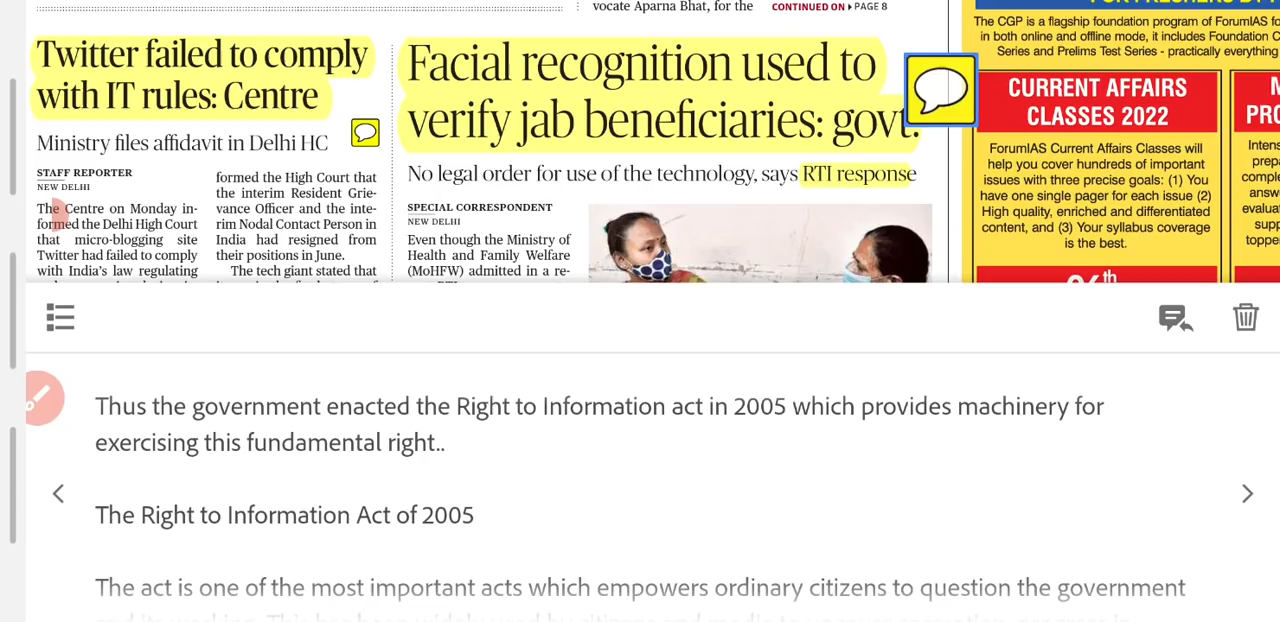 vocate Aparna Bhat, for the
CONTINUED ON ▸ PAGE 8
Twitter failed to comply
with IT rules: Centre
Ministry files affidavit in Delhi HC
STAFF REPORTER
NEW DELHI
The Centre on Monday in-
formed the Delhi High Court
that micro-blogging site
Twitter had failed to comply
with India's law regulating
formed the High Court that
the interim Resident Grie-
vance Officer and the inte-
rim Nodal Contact Person in
India had resigned from
their positions in June.
The tech giant stated that
Facial recognition used to
verify jab beneficiaries: govt.
No legal order for use of the technology, says RTI response
SPECIAL CORRESPONDENT
NEW DELHI
Even though the Ministry of
Health and Family Welfare
(MoHFW) admitted in a re-
The CGP is a flagship foundation program of ForumIAS fo
in both online and offline mode, it includes Foundation C
Series and Prelims Test Series - practically everything
CURRENT AFFAIRS
CLASSES 2022
ForumIAS Current Affairs Classes will
help you cover hundreds of important
issues with three precise goals: (1) You
have one single pager for each issue (2)
High quality, enriched and differentiated
content, and (3) Your syllabus coverage
is the best.
M
PRO
Intens
prepa
comple
answ
evaluat
supp
topper
th
Thus the government enacted the Right to Information act in 2005 which provides machinery for
exercising this fundamental right..
The Right to Information Act of 2005
The act is one of the most important acts which empowers ordinary citizens to question the government